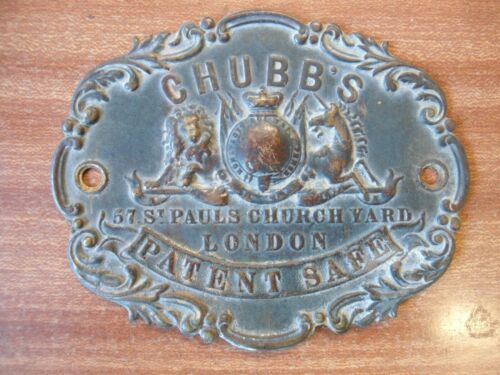 CHUBB'S
57 ST PAULS CHURCH YARD
LONDON
PATENT SAFE